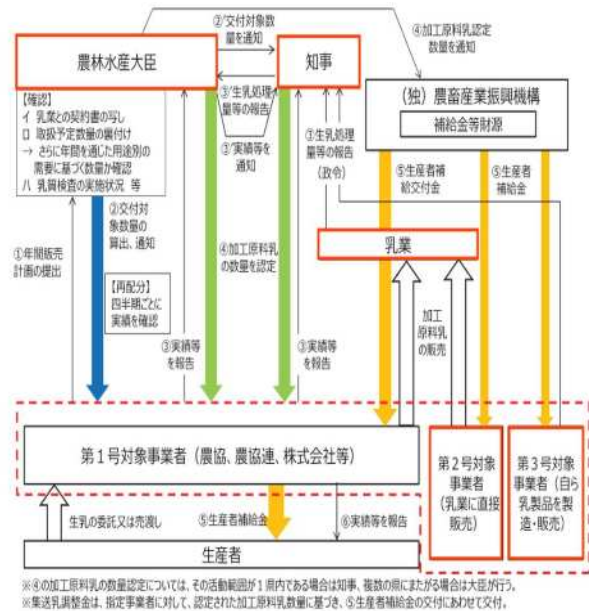 ②'交付対象数
量を通知
④加工原料乳認定
数量を通知
農林水産大臣
知事
(独)農畜産業振興機構
補給金等財源
③'生乳処理
量等の報告
③'実績等を
通知
③生乳処理
量等の報告
(政令)
【確認】
イ 乳業との契約書の写し
ロ 取扱予定数量の裏付け
→ さらに年間を通じた用途別の
需要に基づく数量か確認
ハ 乳質検査の実施状況 等
①年間販売
計画の提出
②交付対
象数量の
算出、通知
【再配分】
四半期ごとに
実績を確認
③実績等
を報告
④加工原料乳
の数量を認定
③実績等
を報告
⑤生産者補
給交付金
⑤生産者
補給金
乳業
加工
原料乳
の販売
第1号対象事業者(農協、農協連、株式会社等)
第2号対象
事業者
(乳業に直接
販売)
第3号対象
事業者(自ら
乳製品を製
造・販売)
生乳の委託又は売渡し
⑤生産者補給金
⑥実績等を報告
生産者
※④の加工原料乳の数量認定については、その活動範囲が1県内である場合は知事、複数の県にまたがる場合は大臣が行う。
※集送乳調整金は、指定事業者に対して、認定された加工原料乳数量に基づき、⑤生産者補給金の交付にあわせて交付。